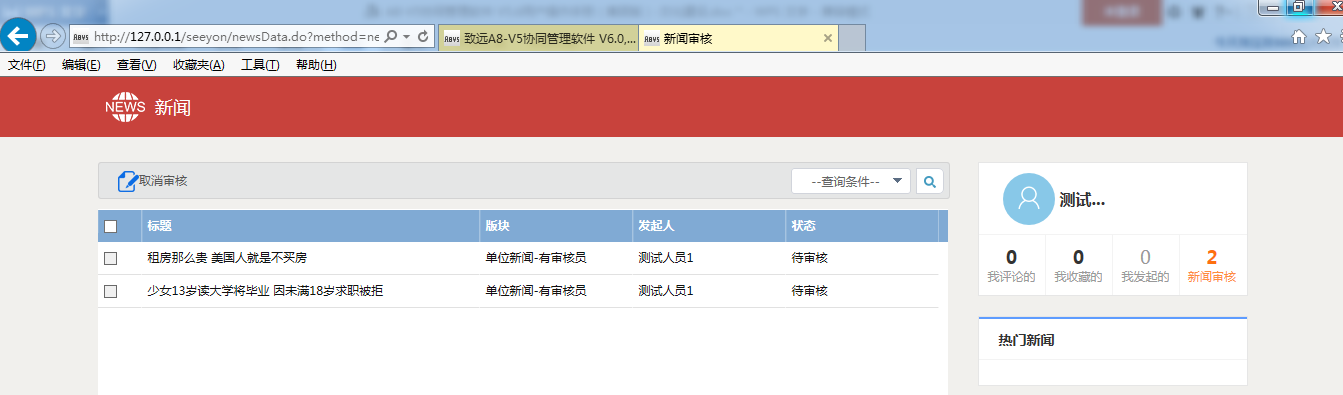 http://127.0.0.1/seeyon/newsData.do?method=ne
A8V5 致远A8-V5协同管理软件 V6.0,...
A8V5 新闻审核
文件(F) 编辑(E) 查看(V) 收藏夹(A) 工具(T) 帮助(H)
NEWS 新闻
取消审核
--查询条件--
标题 版块 发起人 状态
租房那么贵 美国人就是不买房 单位新闻-有审核员 测试人员1 待审核
少女13岁读大学将毕业 因未满18岁求职被拒 单位新闻-有审核员 测试人员1 待审核
测试...
0 0 0 2
我评论的 我收藏的 我发起的 新闻审核
热门新闻